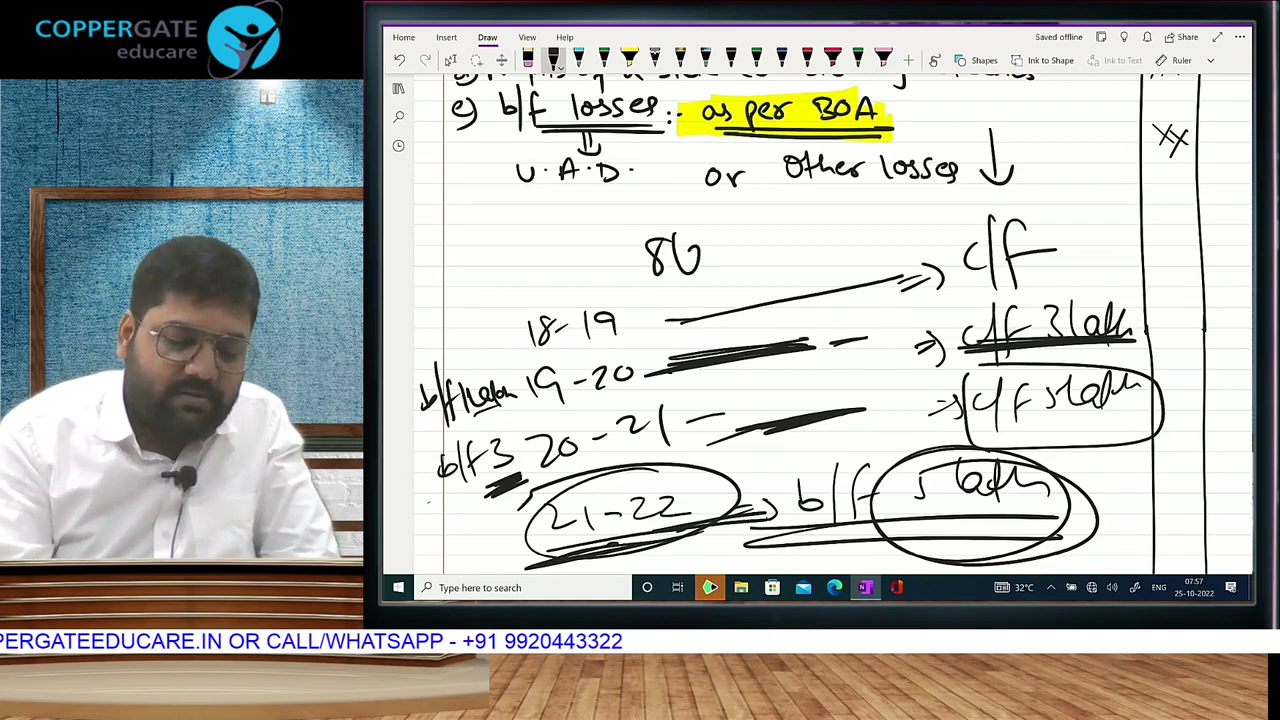 COPPERGATE
educare
Home Insert Draw View Help
Saved offline
Share
Shapes
Ink to Shape
Ink to Text
Ruler
e) b/f losses :- as per BOA
U.A.D. or Other losses
80
c/f
18-19
c/f 3 lakh
b/f 19-20
c/f 5 lakh
b/f 3 20-21
21-22 b/f 5 lakh
Type here to search
32°C
ENG
07:57
25-10-2022
PERGATEEDUCARE.IN OR CALL/WHATSAPP - +91 9920443322